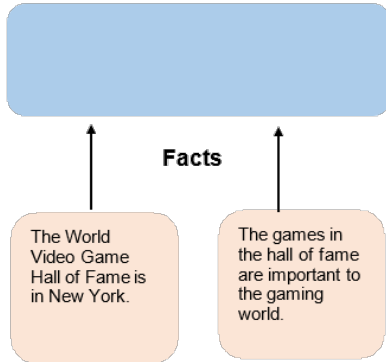 Facts
The World
Video Game
Hall of Fame is
in New York.
The games in
the hall of fame
are important to
the gaming
world.